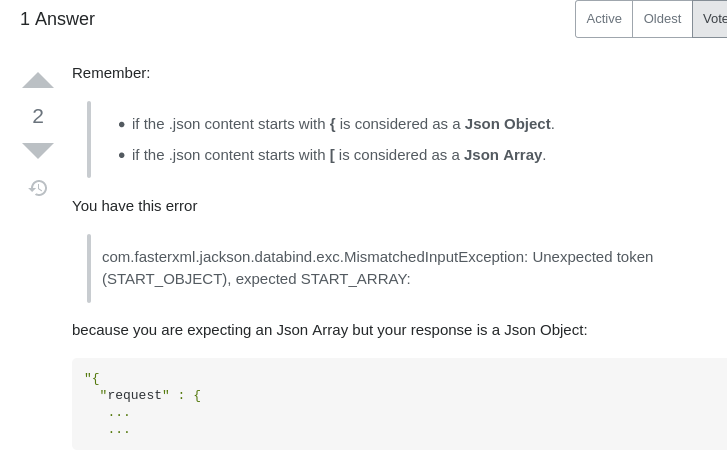 1 Answer
Active
Oldest
Vote
Remember:
2
• if the .json content starts with { is considered as a Json Object.
• if the .json content starts with [ is considered as a Json Array.
You have this error
com.fasterxml.jackson.databind.exc.MismatchedInputException: Unexpected token
(START_OBJECT), expected START_ARRAY:
because you are expecting an Json Array but your response is a Json Object:
"{
  "request" : {
   ...
   ...